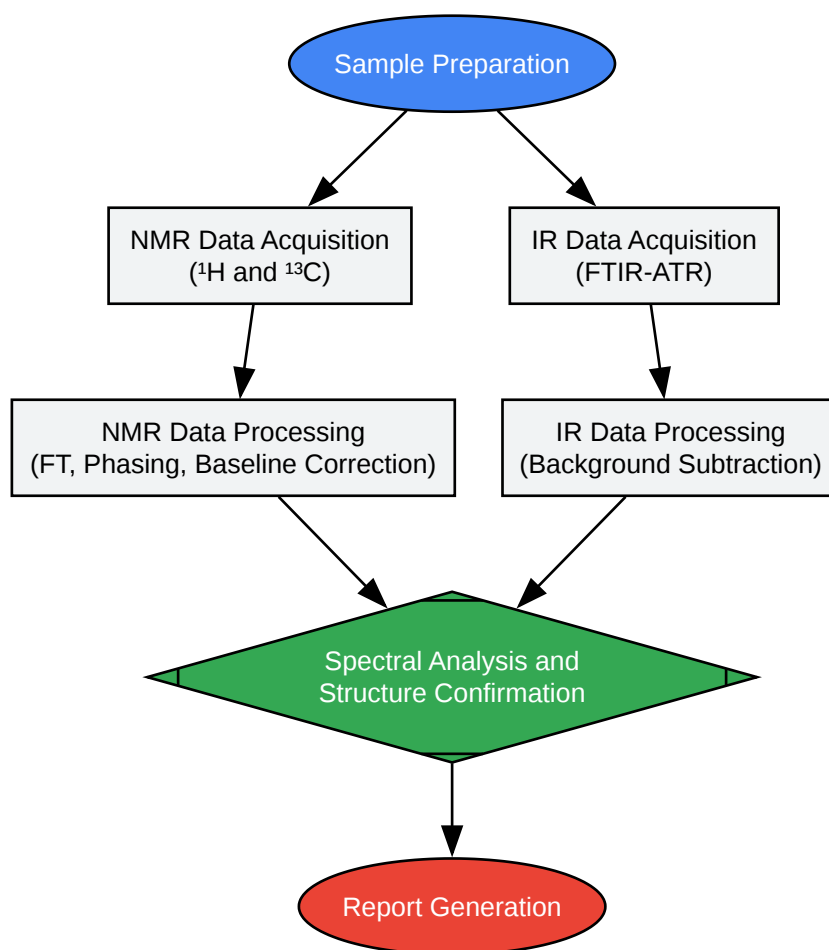 Sample Preparation
NMR Data Acquisition
(¹H and ¹³C)
IR Data Acquisition
(FTIR-ATR)
NMR Data Processing
(FT, Phasing, Baseline Correction)
IR Data Processing
(Background Subtraction)
Spectral Analysis and
Structure Confirmation
Report Generation